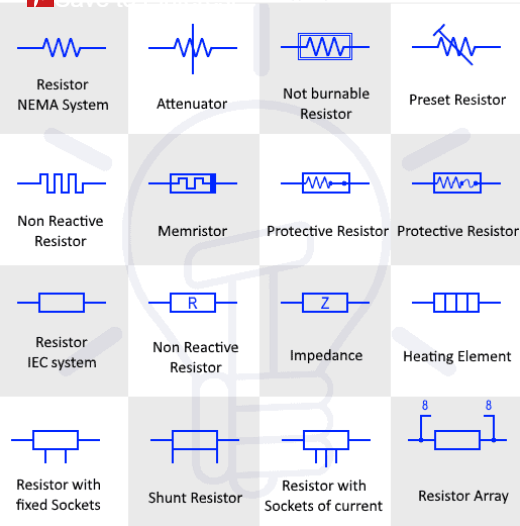 Save to
Resistor
NEMA System
Attenuator
Not burnable
Resistor
Preset Resistor
Non Reactive
Resistor
Memristor
Protective Resistor
Protective Resistor
R
Z
Resistor
IEC system
Non Reactive
Resistor
Impedance
Heating Element
8 8
Resistor with
fixed Sockets
Shunt Resistor
Resistor with
Sockets of current
Resistor Array